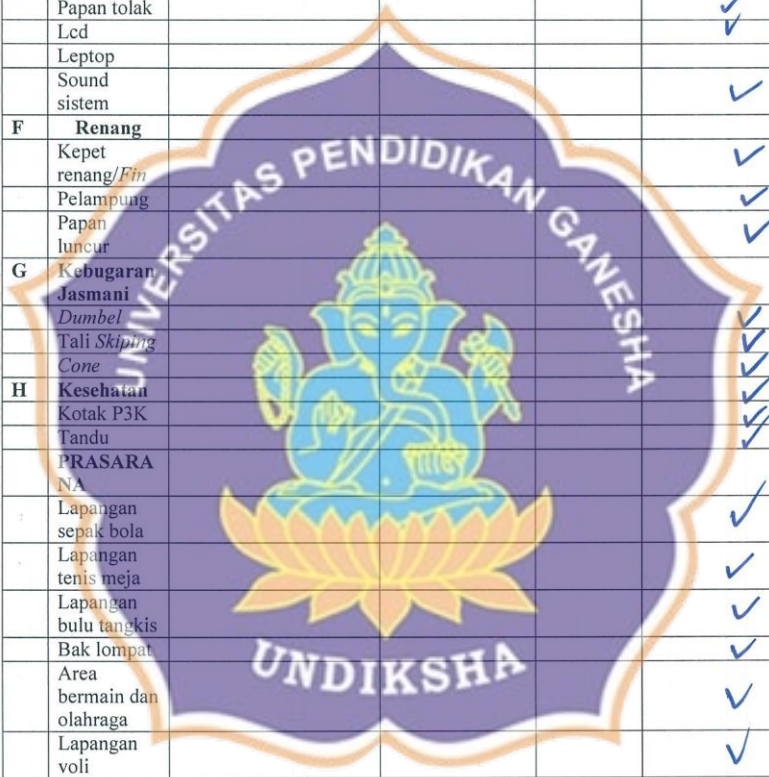 Papan tolak
Lcd
Leptop
Sound
sistem
F Renang
Kepet
renang/Fin
Pelampung
Papan
luncur
G Kebugaran
Jasmani
Dumbel
Tali Skiping
Cone
H Kesehatan
Kotak P3K
Tandu
PRASARA
NA
Lapangan
sepak bola
Lapangan
tenis meja
Lapangan
bulu tangkis
Bak lompat
Area
bermain dan
olahraga
Lapangan
voli
UNIVERSITAS PENDIDIKAN GANESHA
UNDIKSHA